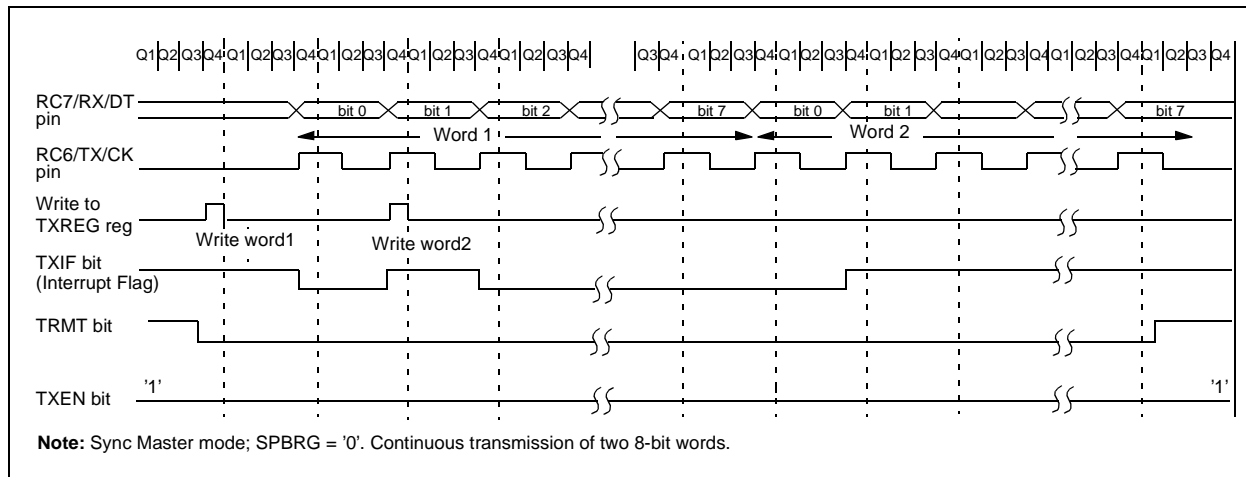 Q1 Q2 Q3 Q4 Q1 Q2 Q3 Q4 Q1 Q2 Q3 Q4 Q1 Q2 Q3 Q4 Q1 Q2 Q3 Q4 Q3 Q4 Q1 Q2 Q3 Q4 Q1 Q2 Q3 Q4 Q1 Q2 Q3 Q4 Q1 Q2 Q3 Q4 Q1 Q2 Q3 Q4 Q1 Q2 Q3 Q4
RC7/RX/DT
pin
bit 0 bit 1 bit 2 bit 7 bit 0 bit 1 bit 7
Word 1 Word 2
RC6/TX/CK
pin
Write to
TXREG reg
Write word1 Write word2
TXIF bit
(Interrupt Flag)
TRMT bit
'1' '1'
TXEN bit
Note: Sync Master mode; SPBRG = '0'. Continuous transmission of two 8-bit words.